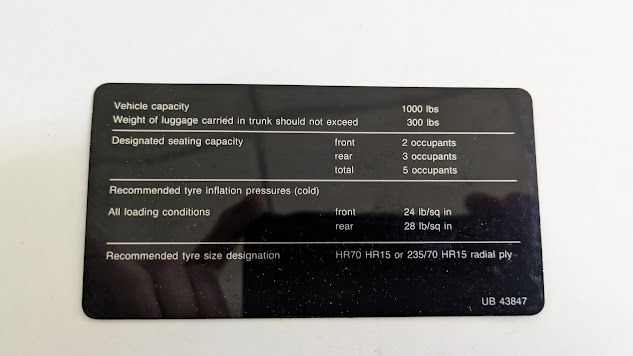 Vehicle capacity 1000 lbs
Weight of luggage carried in trunk should not exceed 300 lbs
Designated seating capacity front 2 occupants
rear 3 occupants
total 5 occupants
Recommended tyre inflation pressures (cold)
All loading conditions front 24 lb/sq in
rear 28 lb/sq in
Recommended tyre size designation HR70 HR15 or 235/70 HR15 radial ply
UB 43847